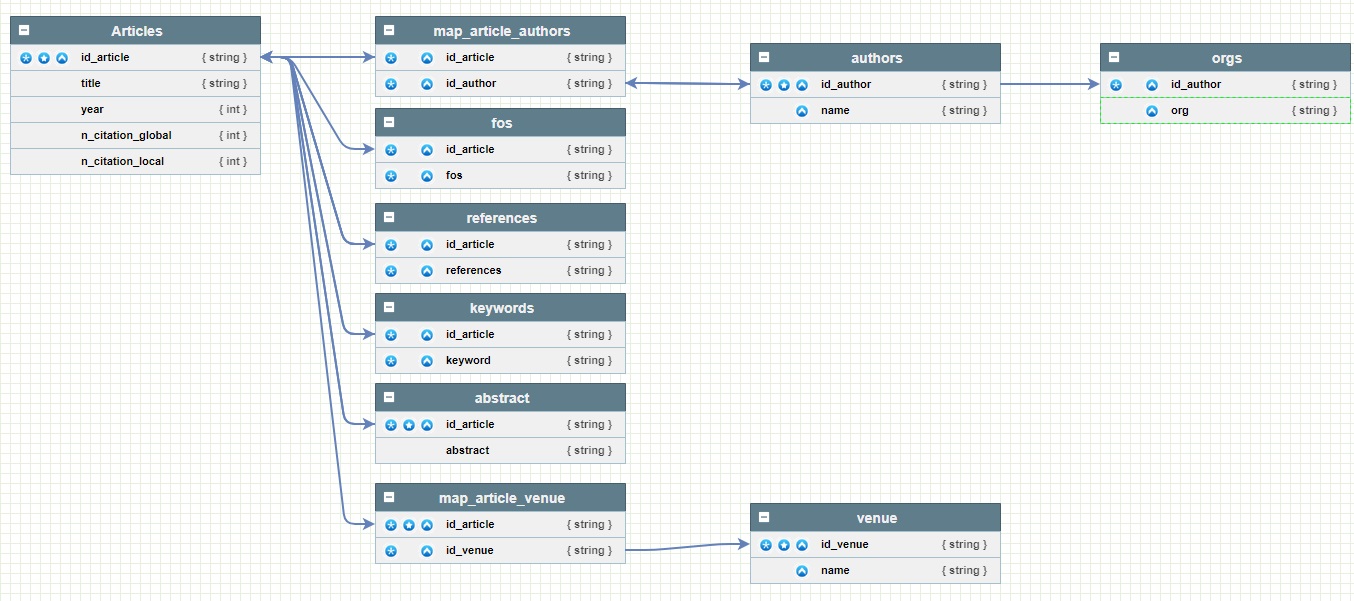 Articles
id_article { string }
title { string }
year { int }
n_citation_global { int }
n_citation_local { int }
map_article_authors
id_article { string }
id_author { string }
fos
id_article { string }
fos { string }
references
id_article { string }
references { string }
keywords
id_article { string }
keyword { string }
abstract
id_article { string }
abstract { string }
map_article_venue
id_article { string }
id_venue { string }
authors
id_author { string }
name { string }
venue
id_venue { string }
name { string }
orgs
id_author { string }
org { string }